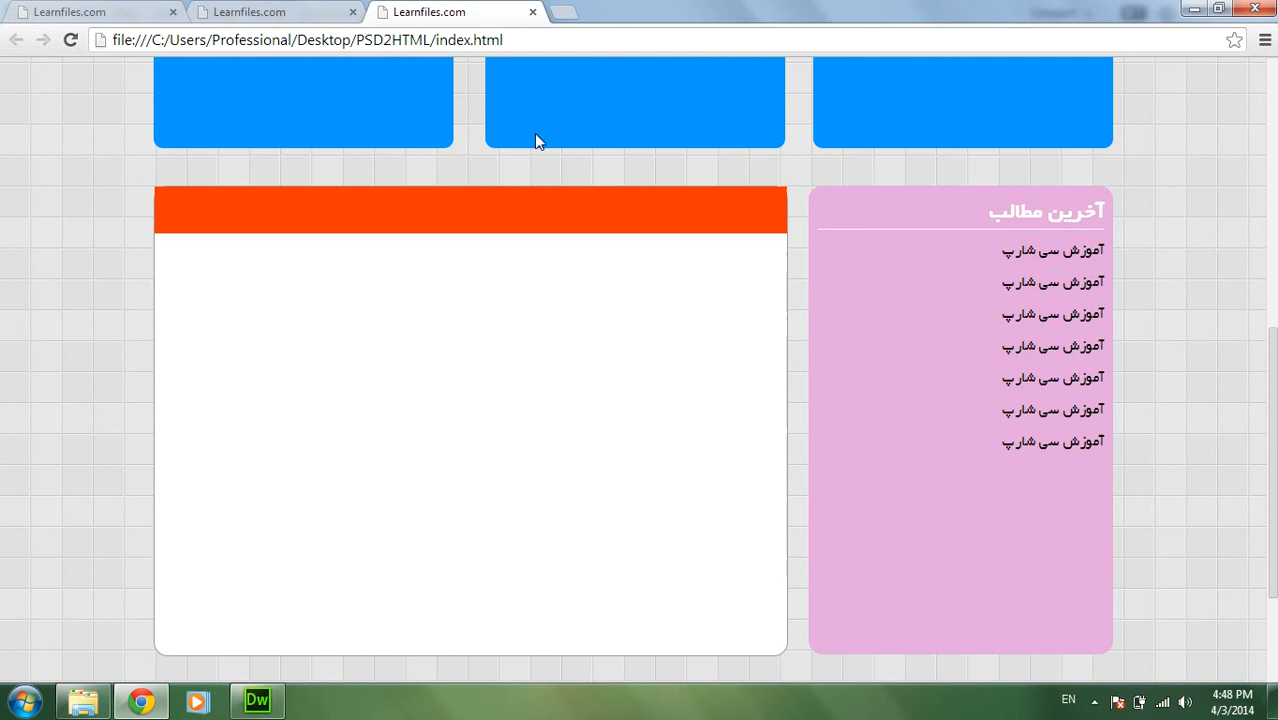 Learnfiles.com
Learnfiles.com
Learnfiles.com
file:///C:/Users/Professional/Desktop/PSD2HTML/index.html
آخرین مطالب
آموزش سی شارپ
آموزش سی شارپ
آموزش سی شارپ
آموزش سی شارپ
آموزش سی شارپ
آموزش سی شارپ
آموزش سی شارپ
Dw
EN
4:48 PM
4/3/2014